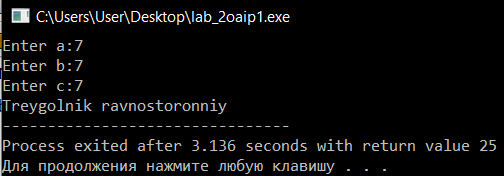 C:\Users\User\Desktop\lab_2oaip1.exe
Enter a:7
Enter b:7
Enter c:7
Treygolnik ravnostoronniy
--------------------------------
Process exited after 3.136 seconds with return value 25
Для продолжения нажмите любую клавишу . . .